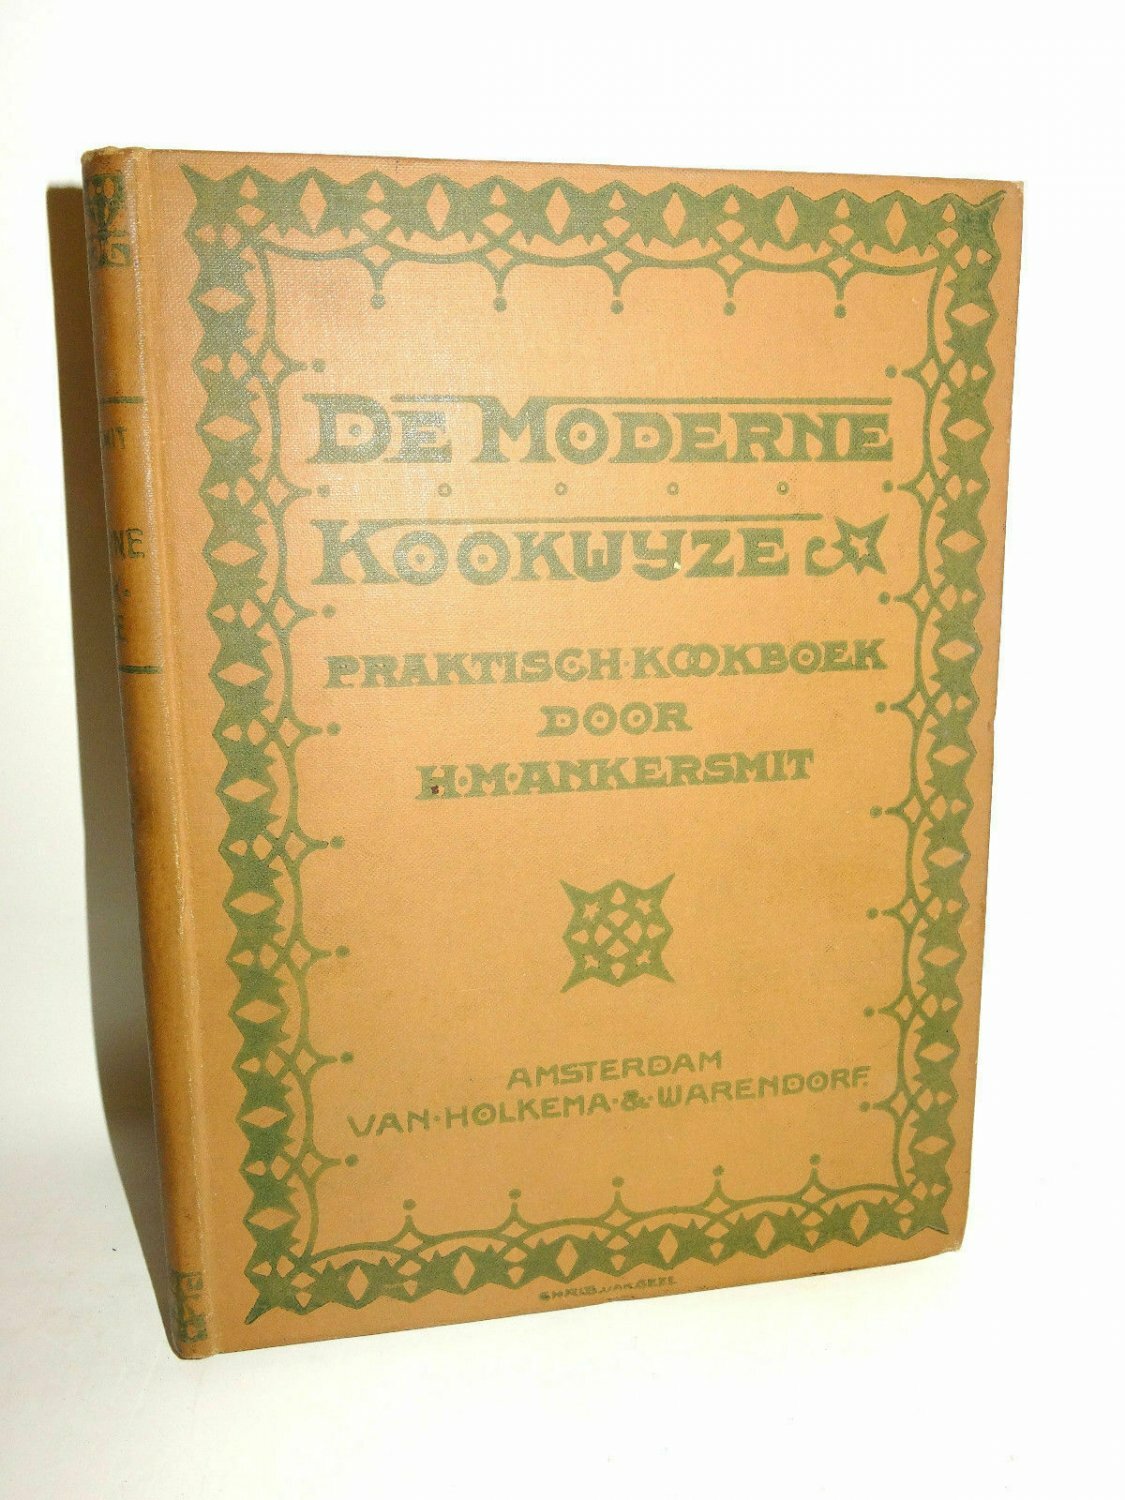 DE MODERNE
KOOKWYZE
PRAKTISCH·KOOKBOEK
DOOR
H·M·ANKERSMIT
AMSTERDAM
VAN·HOLKEMA·&·WARENDORF.